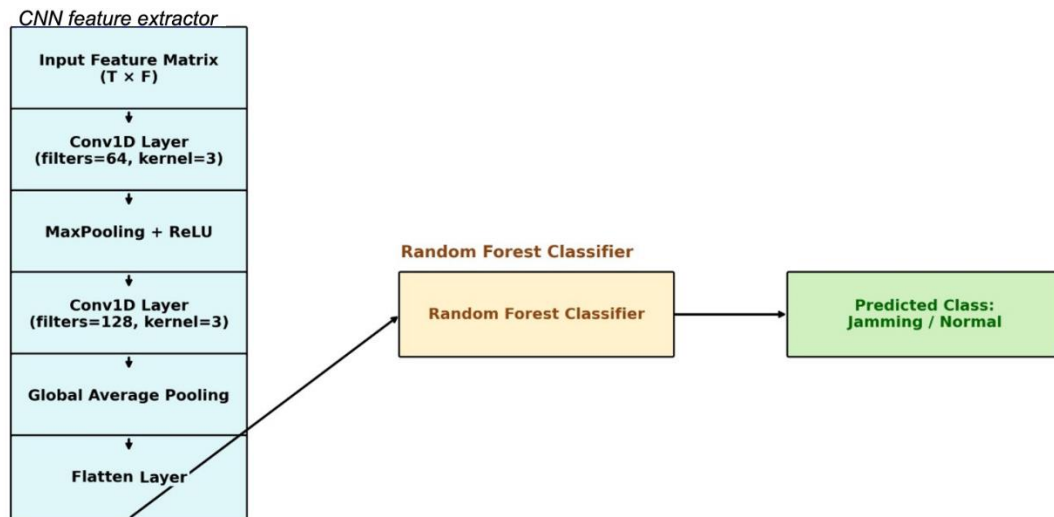 CNN feature extractor
Input Feature Matrix
(T × F)
Conv1D Layer
(filters=64, kernel=3)
MaxPooling + ReLU
Conv1D Layer
(filters=128, kernel=3)
Global Average Pooling
Flatten Layer
Random Forest Classifier
Random Forest Classifier
Predicted Class:
Jamming / Normal